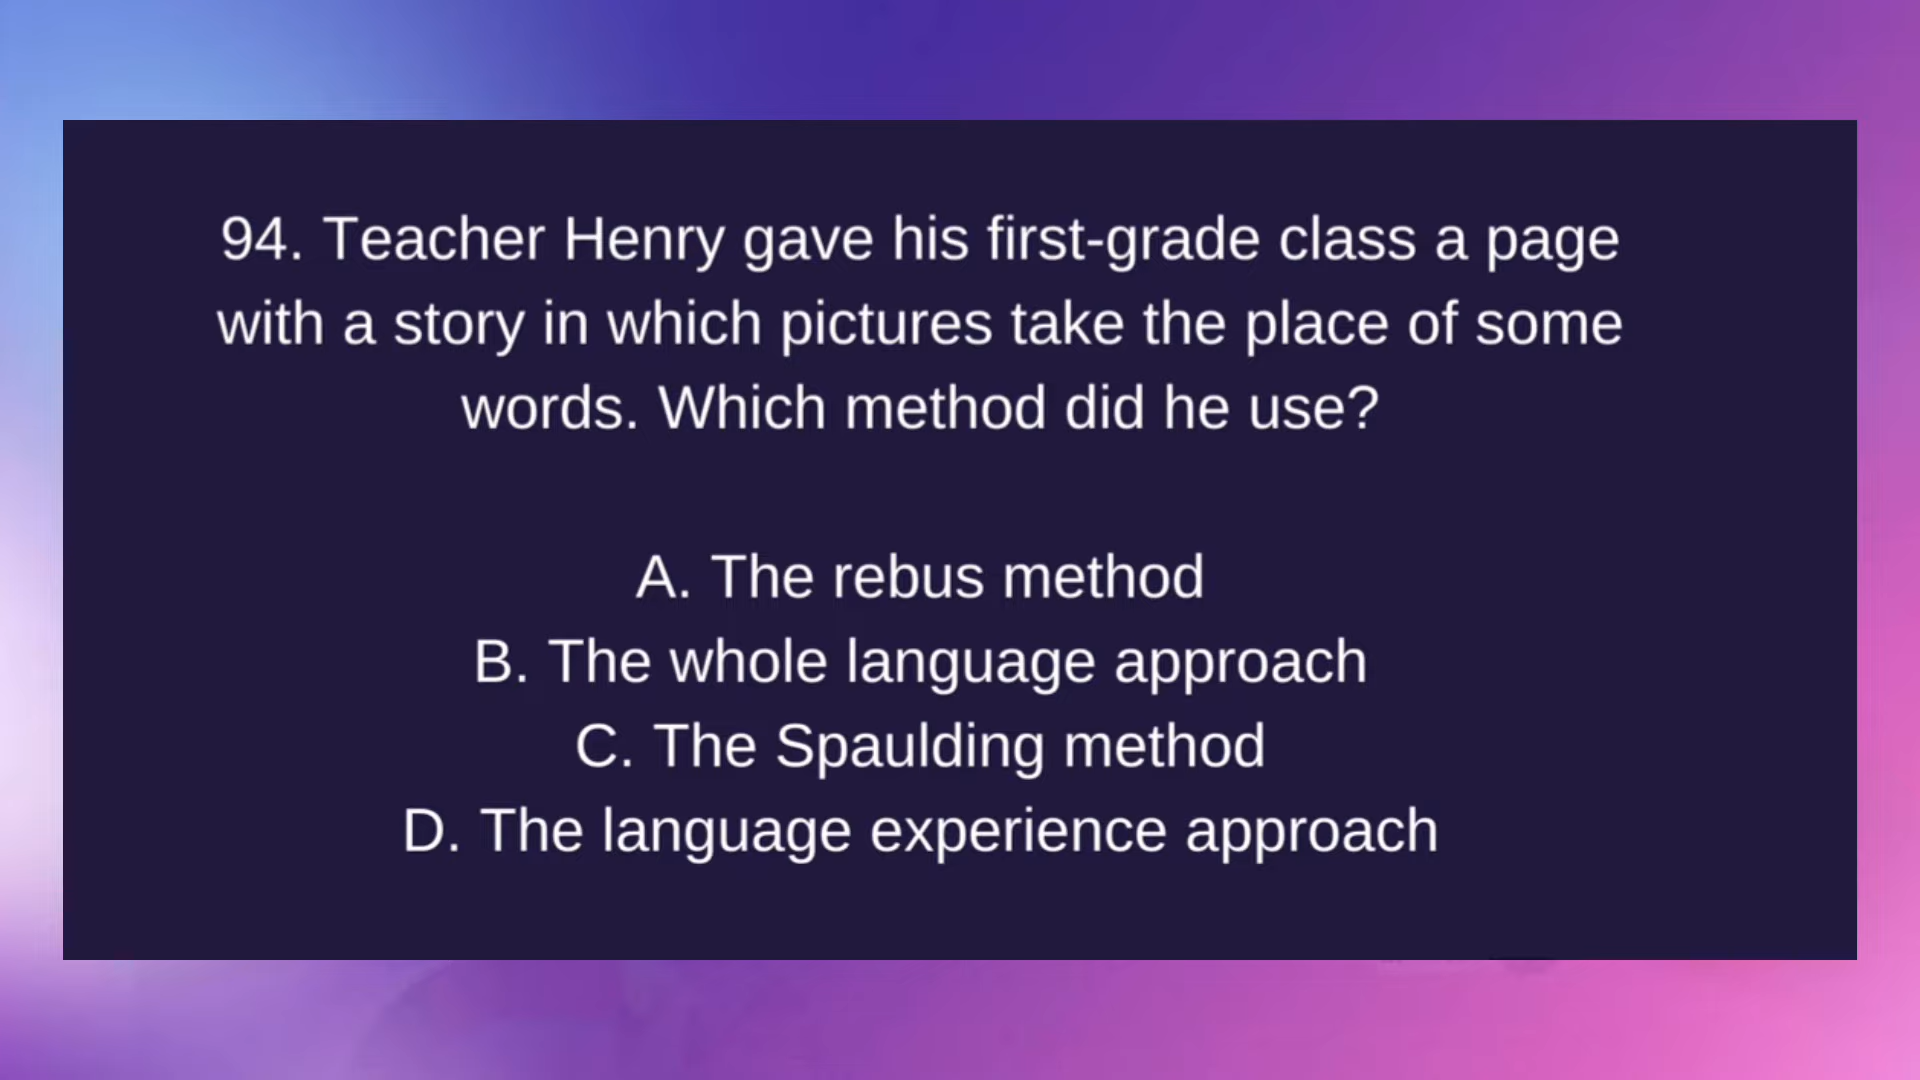 94. Teacher Henry gave his first-grade class a page
with a story in which pictures take the place of some
words. Which method did he use?
A. The rebus method
B. The whole language approach
C. The Spaulding method
D. The language experience approach